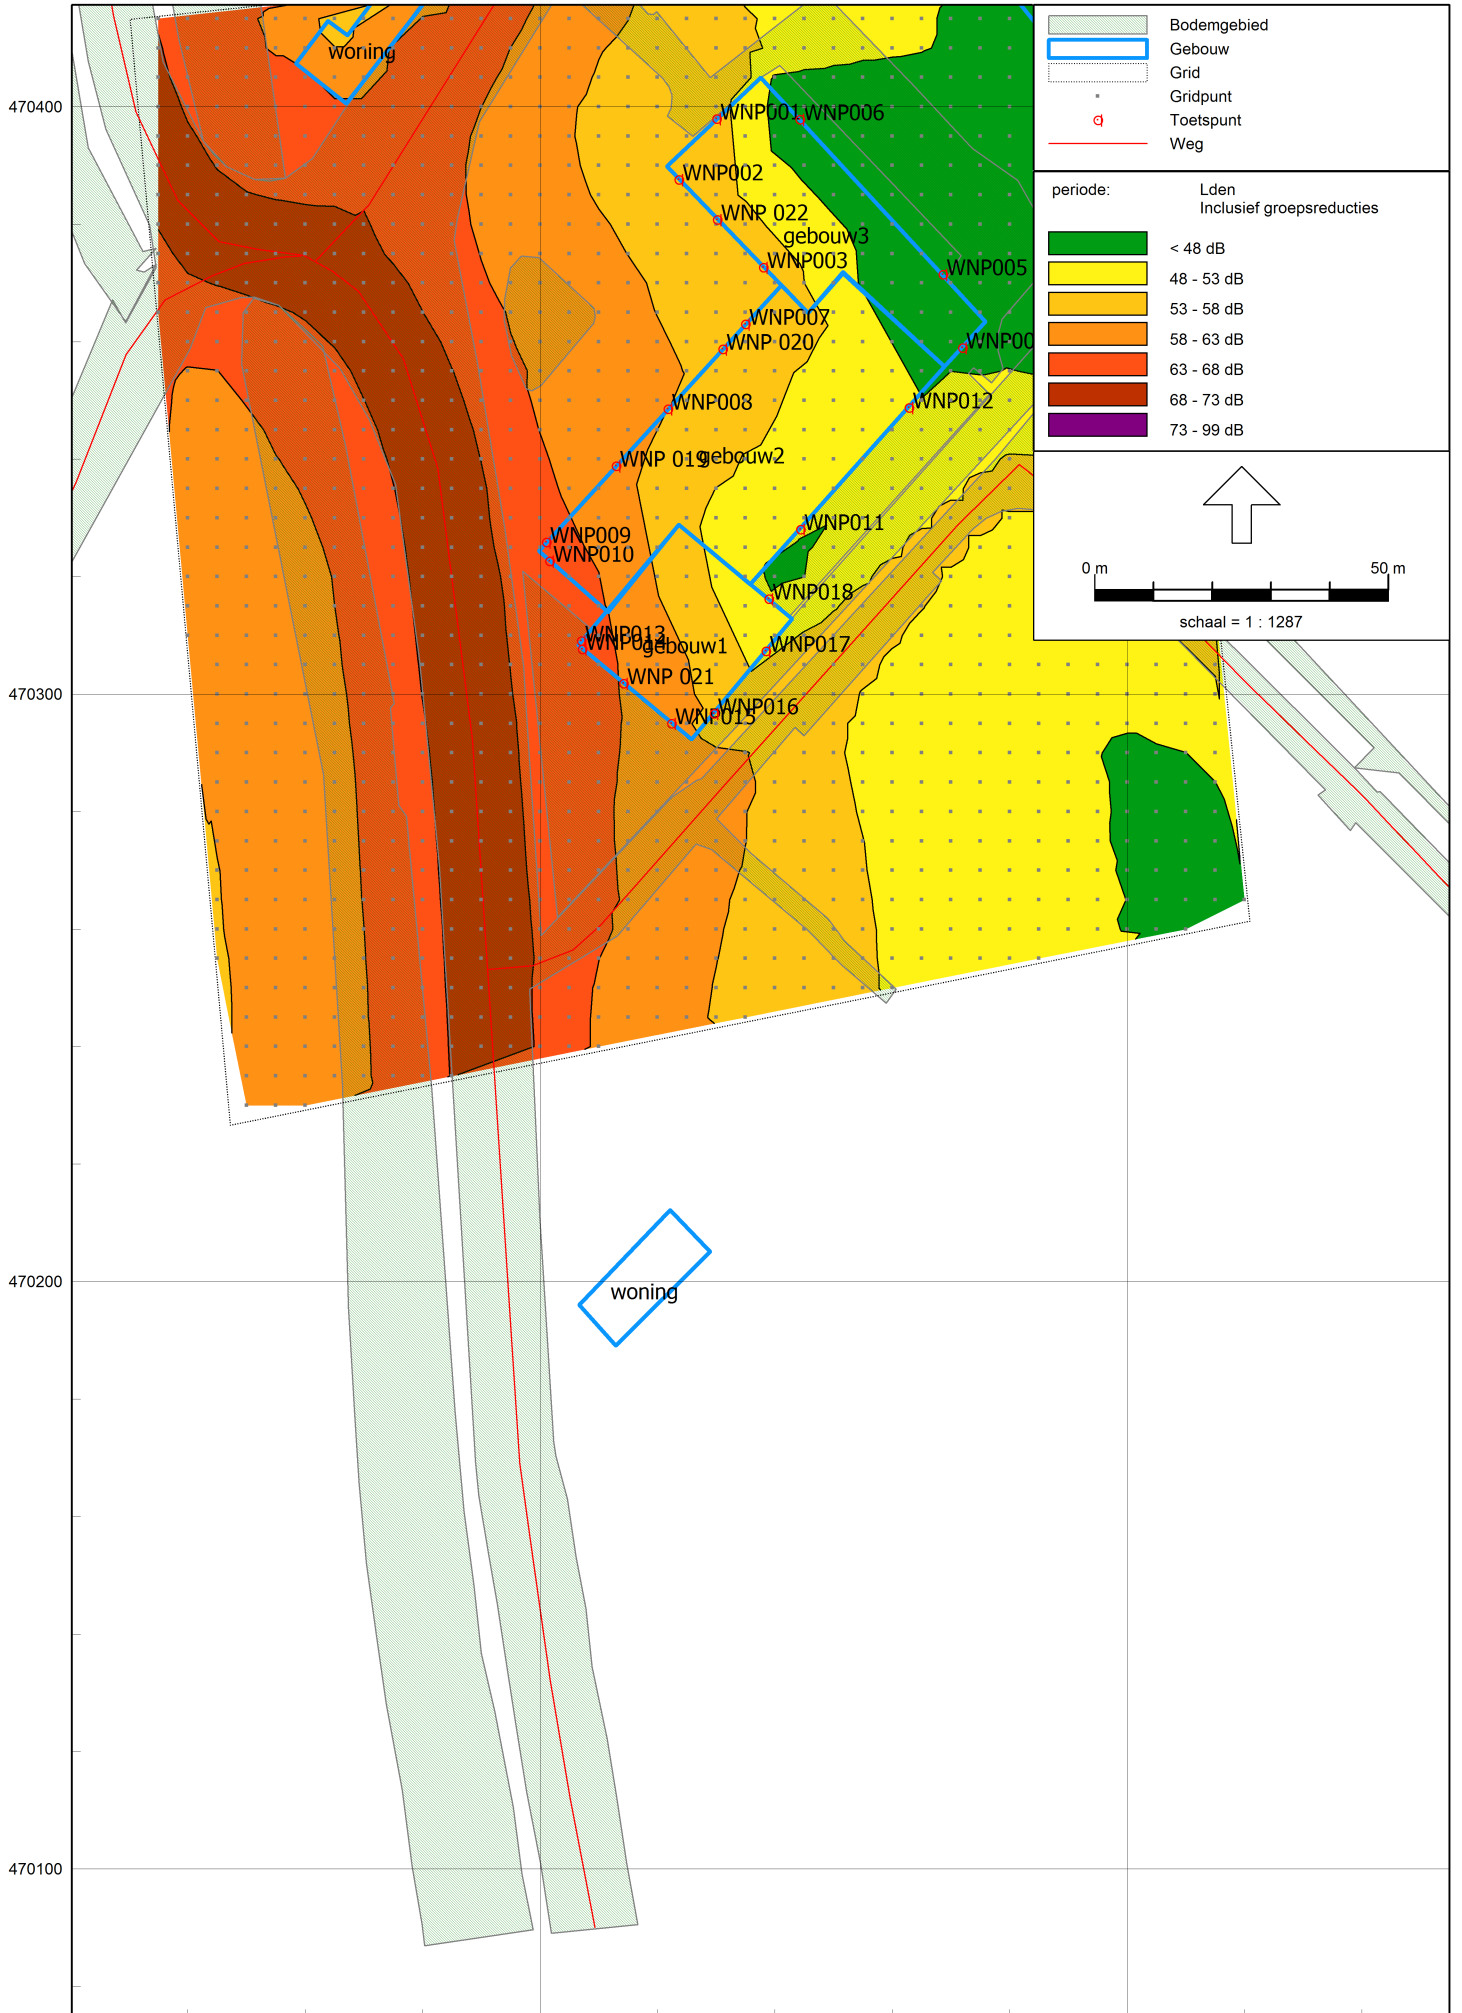 woning
470400
WNP001
WNP006
WNP002
WNP 022
gebouw3
WNP003
WNP005
WNP007
WNP 020
WNP00
WNP008
WNP012
WNP 019
gebouw2
WNP011
WNP009
WNP010
WNP018
WNP013
WNP014
gebouw1
WNP017
WNP 021
470300
WNP016
WNP015
470200
woning
470100
Bodemgebied
Gebouw
Grid
Gridpunt
Toetspunt
Weg
periode: Lden
Inclusief groepsreducties
< 48 dB
48 - 53 dB
53 - 58 dB
58 - 63 dB
63 - 68 dB
68 - 73 dB
73 - 99 dB
0 m 50 m
schaal = 1 : 1287